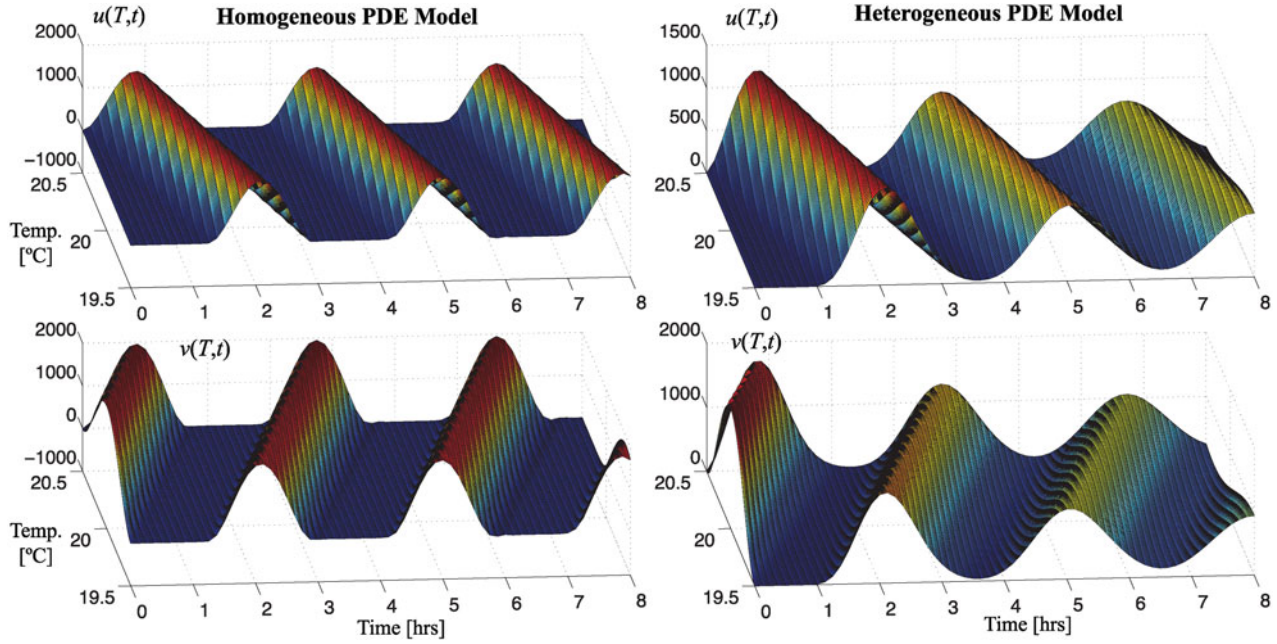 Homogeneous PDE Model
u(T,t)
2000
1000
0
−1000
20.5
Temp.
[ºC]
20
19.5
0 1 2 3 4 5 6 7 8
Heterogeneous PDE Model
u(T,t)
1500
1000
500
0
20.5
20
19.5
0 1 2 3 4 5 6 7 8
v(T,t)
2000
1000
0
−1000
20.5
Temp.
[ºC]
20
19.5
0 1 2 3 4 5 6 7 8
Time [hrs]
v(T,t)
2000
1000
0
20.5
20
19.5
0 1 2 3 4 5 6 7 8
Time [hrs]